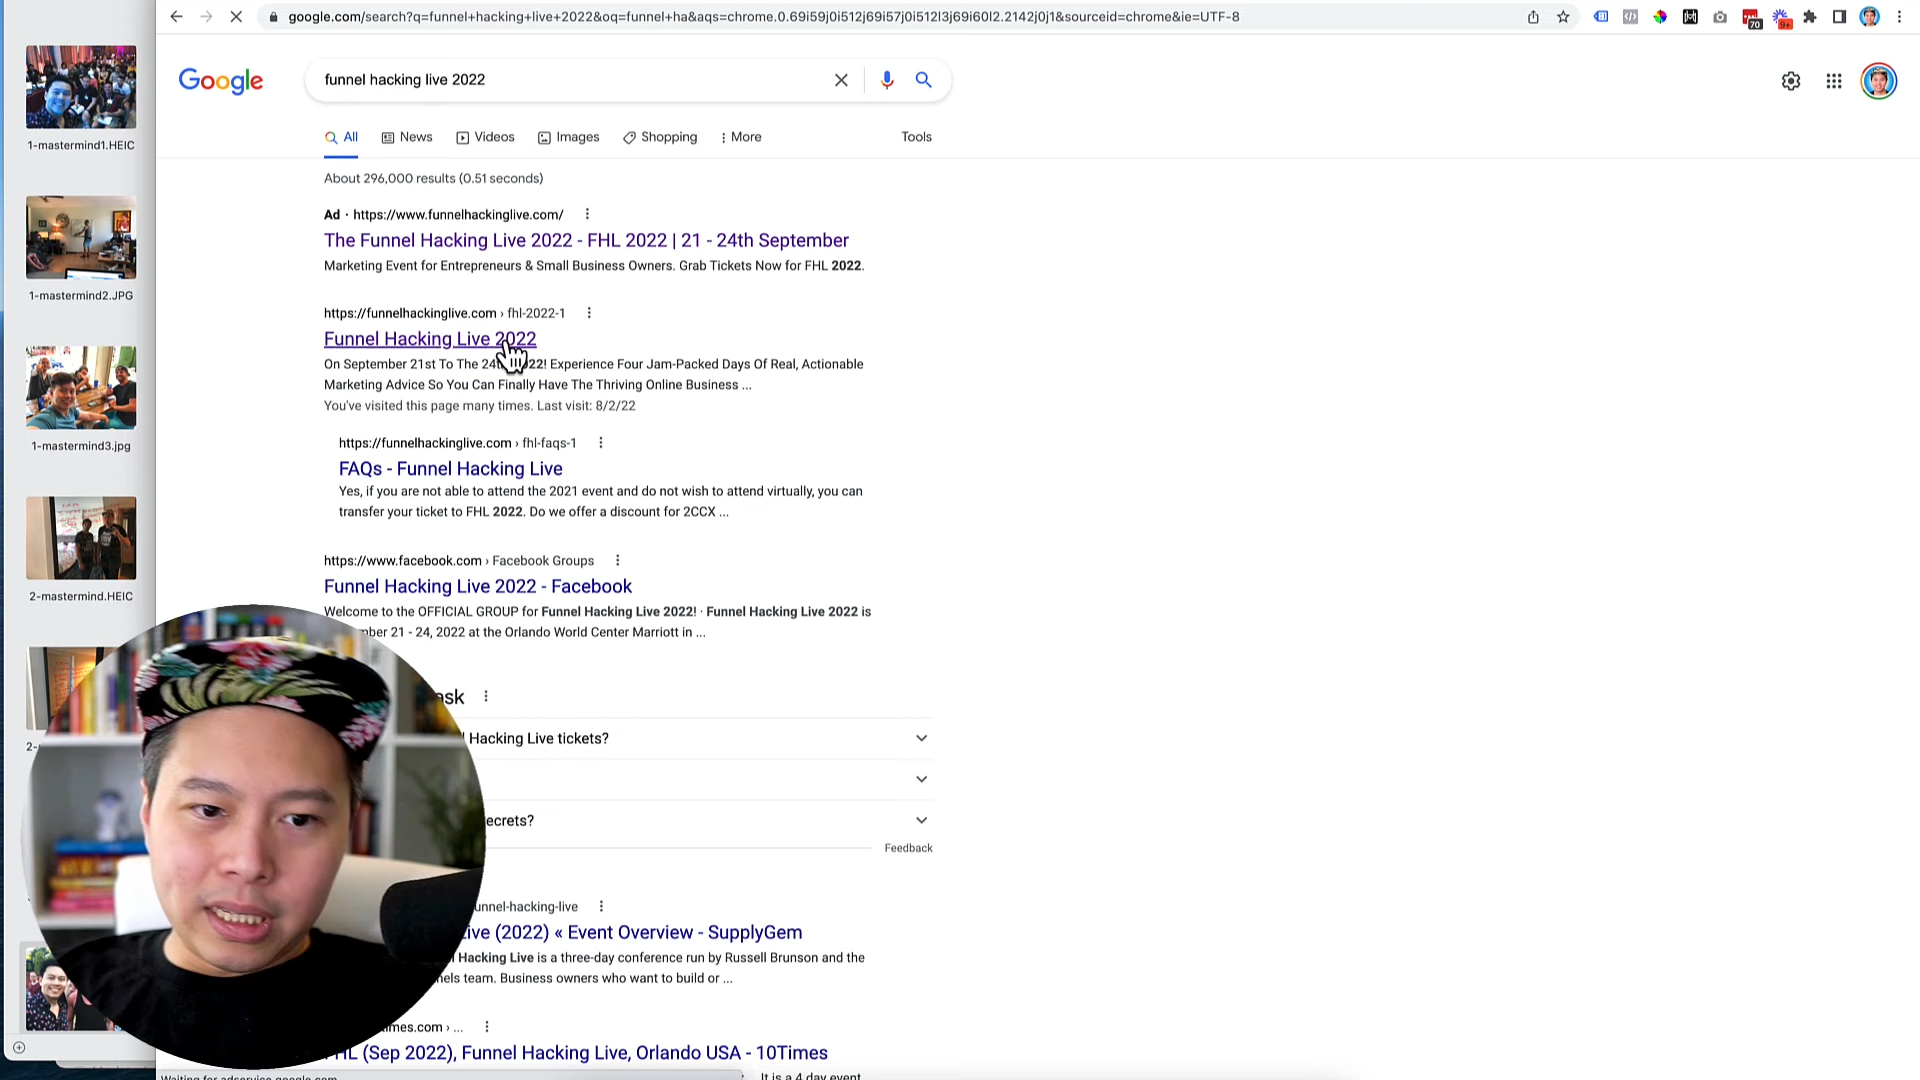 google.com/search?q=funnel+hacking+live+2022&oq=funnel+ha&aqs=chrome.0.69i59j0i512j69i57j0i512l3j69i60l2.2142j0j1&sourceid=chrome&ie=UTF-8
70
9+
1-mastermind1.HEIC
1-mastermind2.JPG
1-mastermind3.jpg
2-mastermind.HEIC
2-
Google
funnel hacking live 2022
All
News
Videos
Images
Shopping
More
Tools
About 296,000 results (0.51 seconds)
Ad · https://www.funnelhackinglive.com/
The Funnel Hacking Live 2022 - FHL 2022 | 21 - 24th September
Marketing Event for Entrepreneurs & Small Business Owners. Grab Tickets Now for FHL 2022.
https://funnelhackinglive.com › fhl-2022-1
Funnel Hacking Live 2022
On September 21st To The 24 22! Experience Four Jam-Packed Days Of Real, Actionable
Marketing Advice So You Can Finally Have The Thriving Online Business ...
You've visited this page many times. Last visit: 8/2/22
https://funnelhackinglive.com › fhl-faqs-1
FAQs - Funnel Hacking Live
Yes, if you are not able to attend the 2021 event and do not wish to attend virtually, you can
transfer your ticket to FHL 2022. Do we offer a discount for 2CCX ...
https://www.facebook.com › Facebook Groups
Funnel Hacking Live 2022 - Facebook
Welcome to the OFFICIAL GROUP for Funnel Hacking Live 2022! · Funnel Hacking Live 2022 is
ber 21 - 24, 2022 at the Orlando World Center Marriott in ...
ask
Hacking Live tickets?
ecrets?
Feedback
unnel-hacking-live
ive (2022) « Event Overview - SupplyGem
Hacking Live is a three-day conference run by Russell Brunson and the
nels team. Business owners who want to build or ...
imes.com › ...
HL (Sep 2022), Funnel Hacking Live, Orlando USA - 10Times
It is a 4 day event
Waiting for adservice.google.com